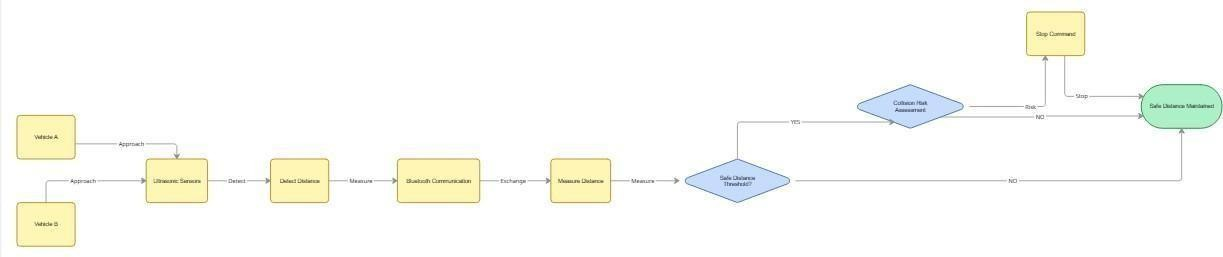 Stop Command
Collision Risk
Assessment
Risk
Stop
Safe Distance Maintained
NO
YES
Vehicle A
Approach
Approach
Ultrasonic Sensors
Detect
Detect Distance
Measure
Bluetooth Communication
Exchange
Measure Distance
Measure
Safe Distance
Threshold?
NO
Vehicle B